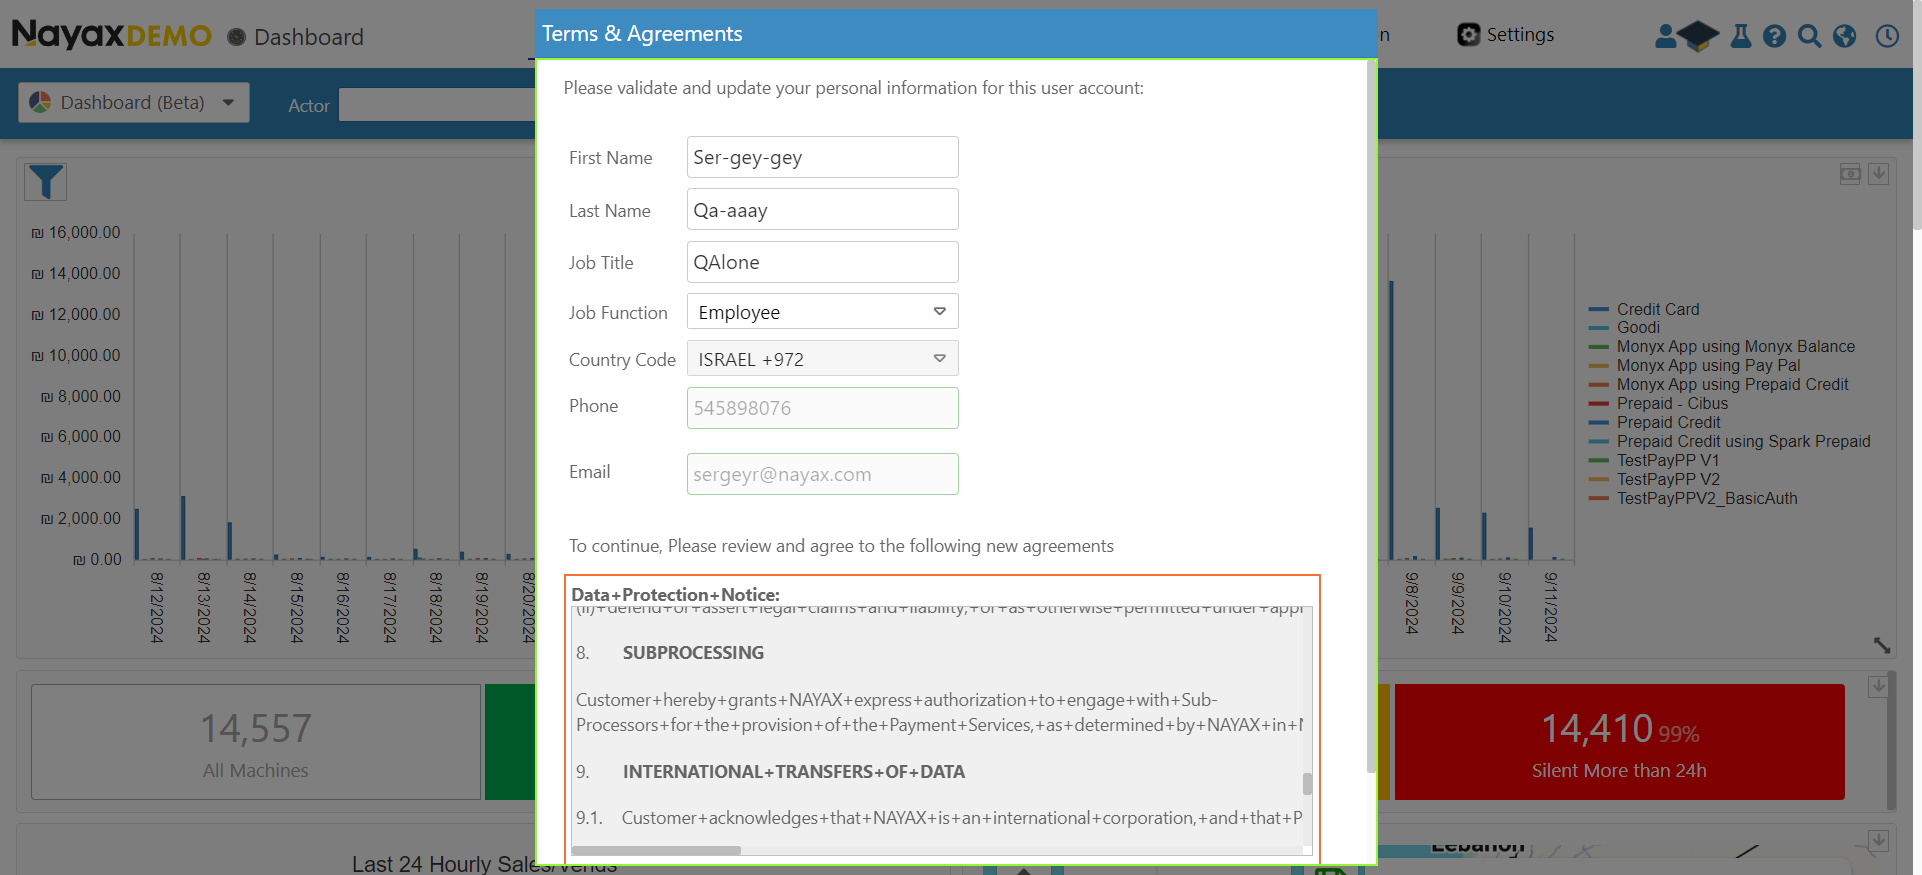 NayaxDEMO Dashboard
Terms & Agreements
n
Settings
Dashboard (Beta)
Actor
Please validate and update your personal information for this user account:
First Name Ser-gey-gey
Last Name Qa-aaay
Job Title QAlone
Job Function Employee
Country Code ISRAEL +972
Phone 545898076
Email sergeyr@nayax.com
To continue, Please review and agree to the following new agreements
Data+Protection+Notice:
(ii)+defend+or+assert+legal+claims+and+liability,+or+as+otherwise+permitted+under+appl
8. SUBPROCESSING
Customer+hereby+grants+NAYAX+express+authorization+to+engage+with+Sub-
Processors+for+the+provision+of+the+Payment+Services,+as+determined+by+NAYAX+in+N
9. INTERNATIONAL+TRANSFERS+OF+DATA
9.1. Customer+acknowledges+that+NAYAX+is+an+international+corporation,+and+that+P
₪ 16,000.00
₪ 14,000.00
₪ 12,000.00
₪ 10,000.00
₪ 8,000.00
₪ 6,000.00
₪ 4,000.00
₪ 2,000.00
₪ 0.00
8/12/2024
8/13/2024
8/14/2024
8/15/2024
8/16/2024
8/17/2024
8/18/2024
8/19/2024
8/20/20
9/8/2024
9/9/2024
9/10/2024
9/11/2024
Credit Card
Goodi
Monyx App using Monyx Balance
Monyx App using Pay Pal
Monyx App using Prepaid Credit
Prepaid - Cibus
Prepaid Credit
Prepaid Credit using Spark Prepaid
TestPayPP V1
TestPayPP V2
TestPayPPV2_BasicAuth
14,557
All Machines
14,410 99%
Silent More than 24h
Last 24 Hourly Sales/Vends
Lebanon